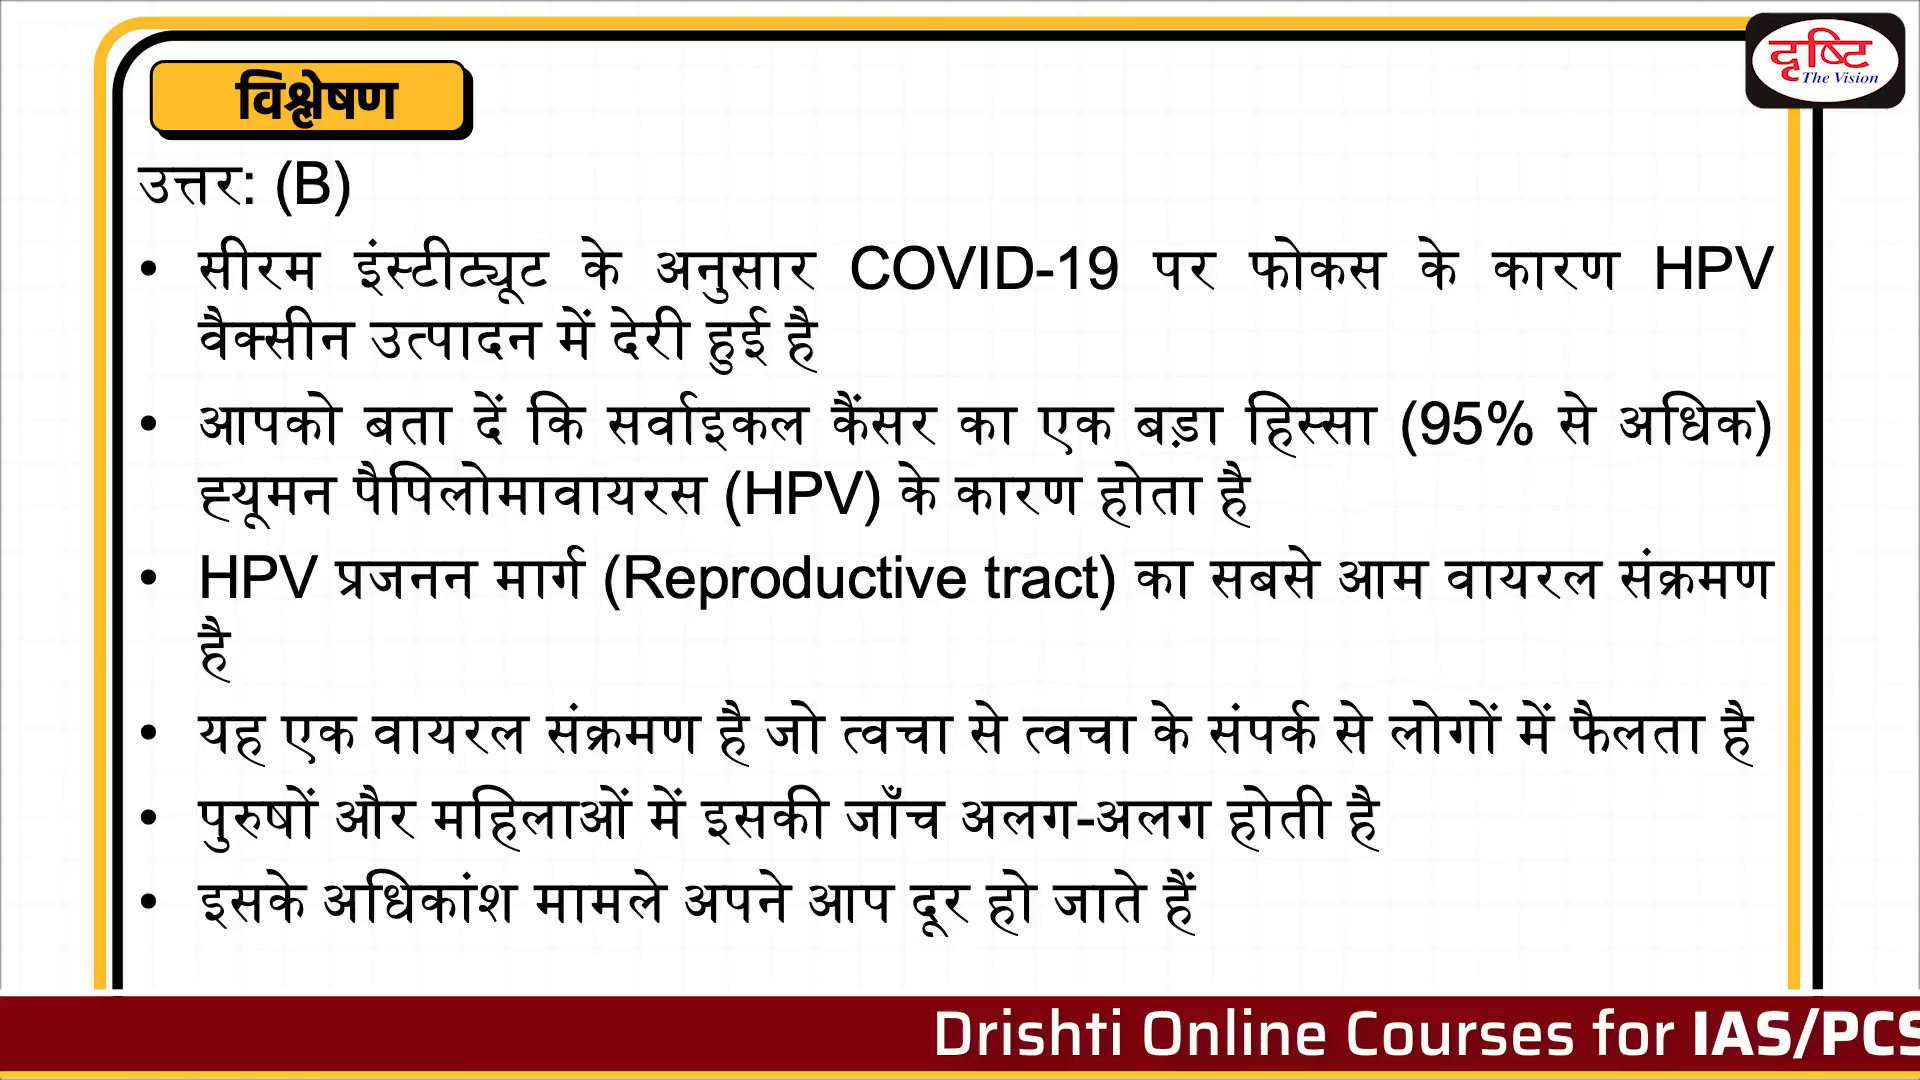 दृष्टि
The Vision
विश्लेषण
उत्तर: (B)
• सीरम इंस्टीट्यूट के अनुसार COVID-19 पर फोकस के कारण HPV
वैक्सीन उत्पादन में देरी हुई है
• आपको बता दें कि सर्वाइकल कैंसर का एक बड़ा हिस्सा (95% से अधिक)
ह्यूमन पैपिलोमावायरस (HPV) के कारण होता है
• HPV प्रजनन मार्ग (Reproductive tract) का सबसे आम वायरल संक्रमण
है
• यह एक वायरल संक्रमण है जो त्वचा से त्वचा के संपर्क से लोगों में फैलता है
• पुरुषों और महिलाओं में इसकी जाँच अलग-अलग होती है
• इसके अधिकांश मामले अपने आप दूर हो जाते हैं
Drishti Online Courses for IAS/PCS